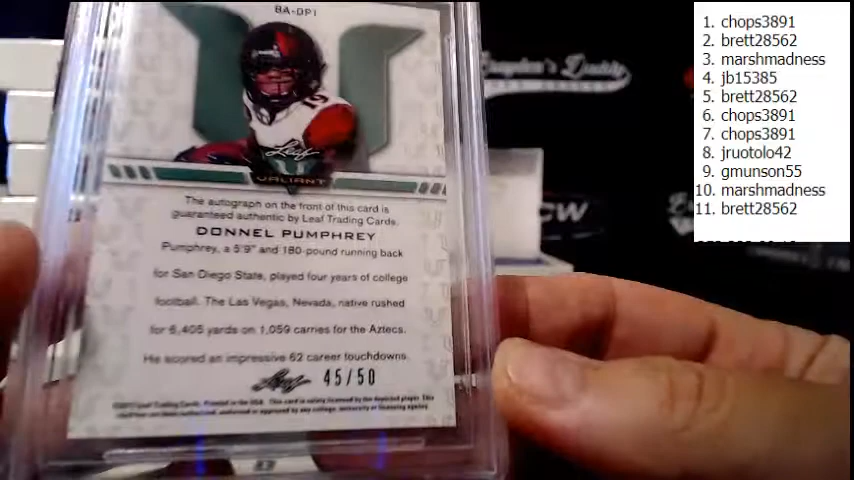 BA-DP1
19
Leaf
VALIANT
The autograph on the front of this card is
guaranteed authentic by Leaf Trading Cards.
DONNEL PUMPHREY
Pumphrey, a 5'9" and 180-pound running back
for San Diego State, played four years of college
football. The Las Vegas, Nevada, native rushed
for 6,405 yards on 1,059 carries for the Aztecs.
He scored an impressive 62 career touchdowns.
Leaf 45/50
1. chops3891
2. brett28562
3. marshmadness
4. jb15385
5. brett28562
6. chops3891
7. chops3891
8. jruotolo42
9. gmunson55
10. marshmadness
11. brett28562